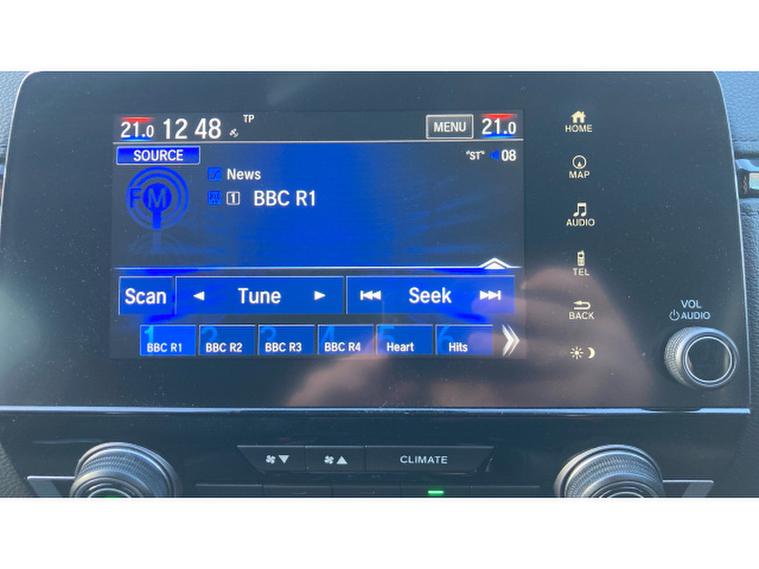 21.0 12 48 TP MENU 21.0
SOURCE "ST" 08
News
FM
1 BBC R1
Scan Tune Seek
1 2 3 4 5 6
BBC R1 BBC R2 BBC R3 BBC R4 Heart Hits
HOME
MAP
AUDIO
TEL
BACK
VOL
AUDIO
CLIMATE